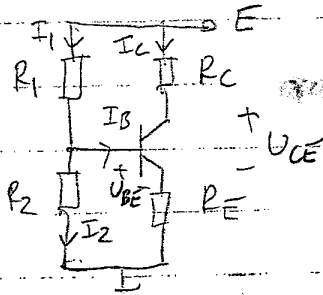 I1 IC E
R1 RC
IB +
UCE
+ -
R2 UBE RE
I2